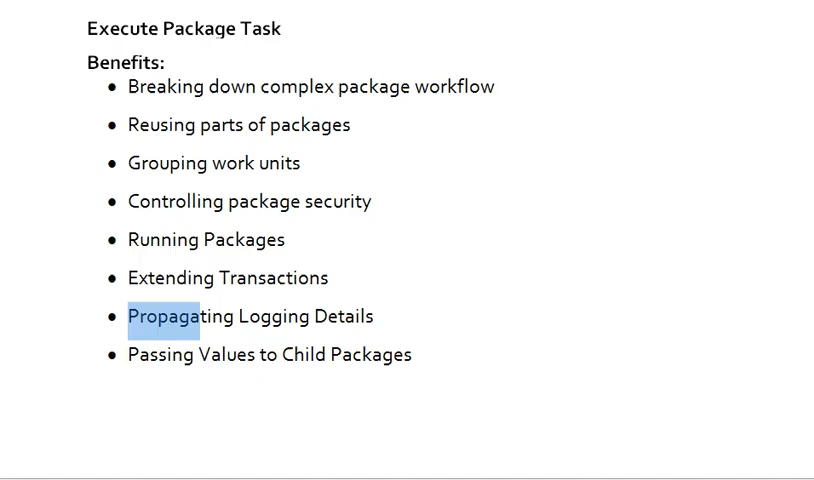 Execute Package Task
Benefits:
● Breaking down complex package workflow
● Reusing parts of packages
● Grouping work units
● Controlling package security
● Running Packages
● Extending Transactions
● Propagating Logging Details
● Passing Values to Child Packages